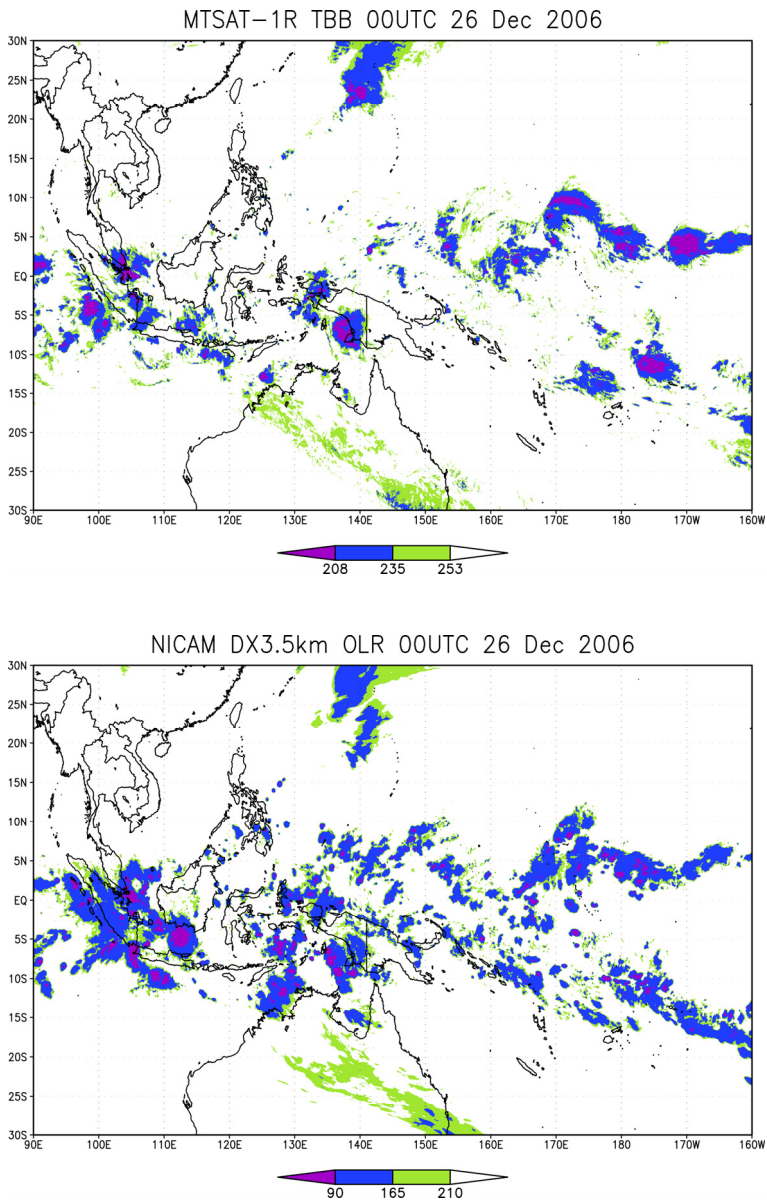 MTSAT-1R TBB 00UTC 26 Dec 2006
30N
25N
20N
15N
10N
5N
EQ
5S
10S
15S
20S
25S
30S
90E 100E 110E 120E 130E 140E 150E 160E 170E 180 170W 160W
208 235 253
NICAM DX3.5km OLR 00UTC 26 Dec 2006
30N
25N
20N
15N
10N
5N
EQ
5S
10S
15S
20S
25S
30S
90E 100E 110E 120E 130E 140E 150E 160E 170E 180 170W 160W
90 165 210